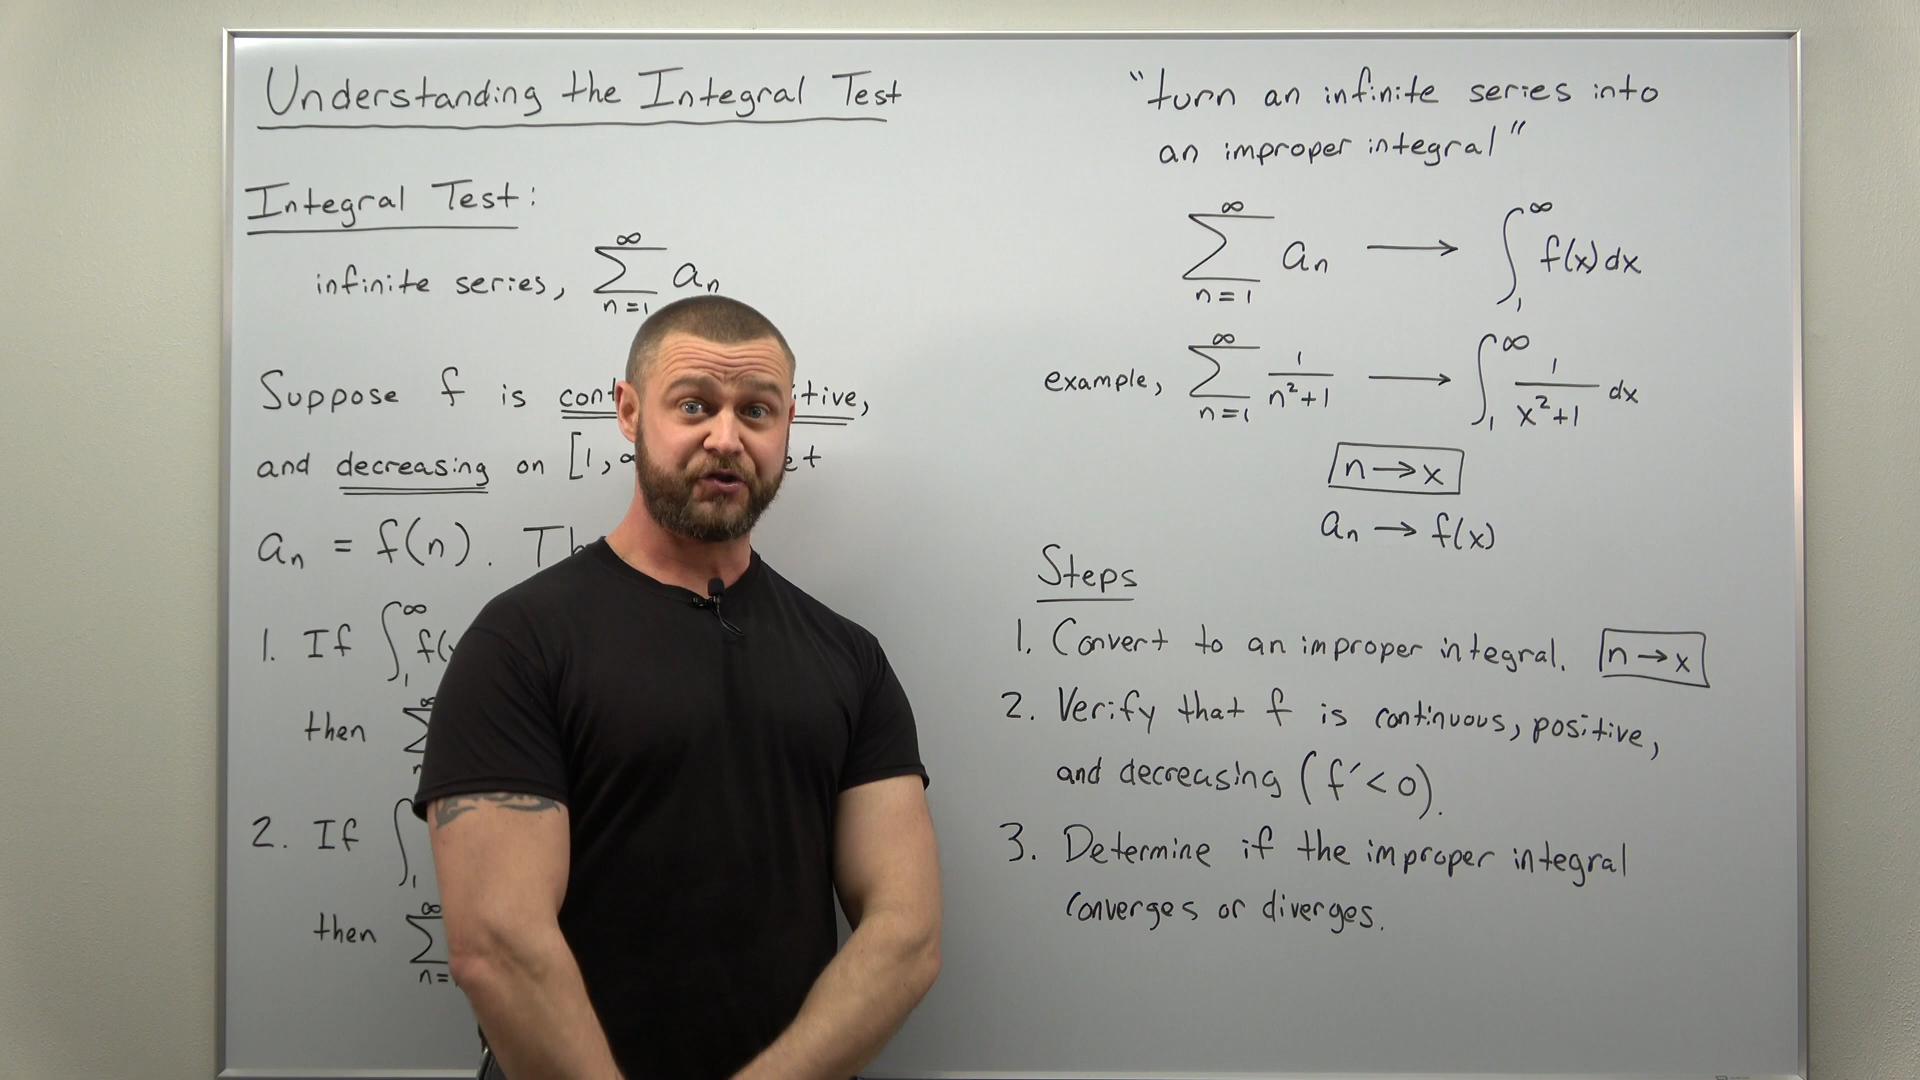 Understanding the Integral Test
Integral Test:
infinite series, ∞ Σ n=1 aₙ
Suppose f is
and decreasing on [1,
aₙ = f(n).
1. If ∫₁^∞
then Σ
2. If ∫₁
then ∞ Σ n=
"turn an infinite series into
an improper integral"
∞ Σ n=1 aₙ ⟶ ∫₁^∞ f(x)dx
example, ∞ Σ n=1 1/(n²+1) ⟶ ∫₁^∞ 1/(x²+1) dx
n→x
aₙ → f(x)
Steps
1. Convert to an improper integral. n→x
2. Verify that f is continuous, positive,
and decreasing (f′<0).
3. Determine if the improper integral
converges or diverges.